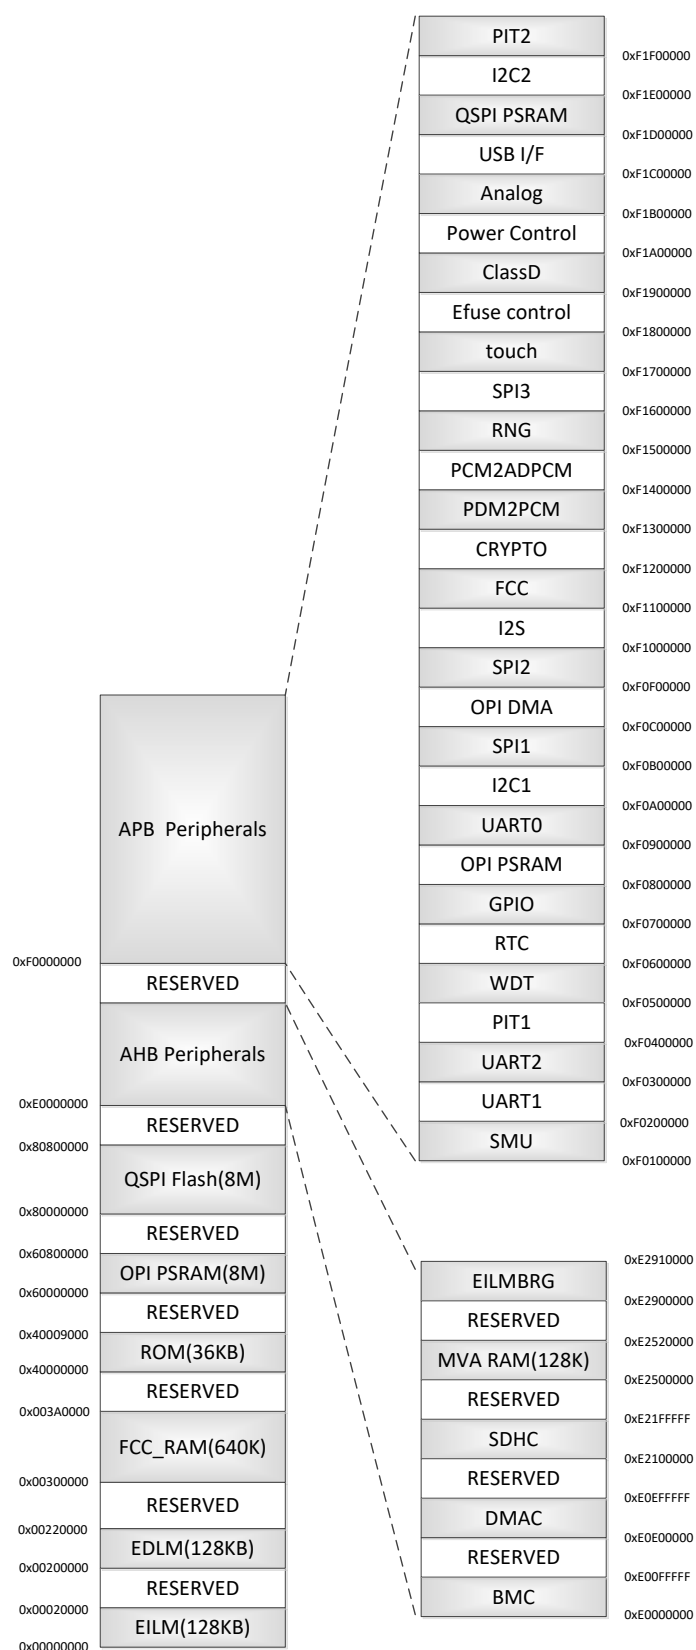 PIT2
0xF1F00000
I2C2
0xF1E00000
QSPI PSRAM
0xF1D00000
USB I/F
0xF1C00000
Analog
0xF1B00000
Power Control
0xF1A00000
ClassD
0xF1900000
Efuse control
0xF1800000
touch
0xF1700000
SPI3
0xF1600000
RNG
0xF1500000
PCM2ADPCM
0xF1400000
PDM2PCM
0xF1300000
CRYPTO
0xF1200000
FCC
0xF1100000
I2S
0xF1000000
SPI2
0xF0F00000
OPI DMA
0xF0C00000
SPI1
0xF0B00000
I2C1
0xF0A00000
UART0
0xF0900000
OPI PSRAM
0xF0800000
GPIO
0xF0700000
RTC
0xF0600000
WDT
0xF0500000
PIT1
0xF0400000
UART2
0xF0300000
UART1
0xF0200000
SMU
0xF0100000
APB Peripherals
0xF0000000
RESERVED
AHB Peripherals
0xE0000000
RESERVED
0x80800000
QSPI Flash(8M)
0x80000000
RESERVED
0x60800000
OPI PSRAM(8M)
0x60000000
RESERVED
0x40009000
ROM(36KB)
0x40000000
RESERVED
0x003A0000
FCC_RAM(640K)
0x00300000
RESERVED
0x00220000
EDLM(128KB)
0x00200000
RESERVED
0x00020000
EILM(128KB)
0x00000000
0xE2910000
EILMBRG
0xE2900000
RESERVED
0xE2520000
MVA RAM(128K)
0xE2500000
RESERVED
0xE21FFFFF
SDHC
0xE2100000
RESERVED
0xE0EFFFFF
DMAC
0xE0E00000
RESERVED
0xE00FFFFF
BMC
0xE0000000